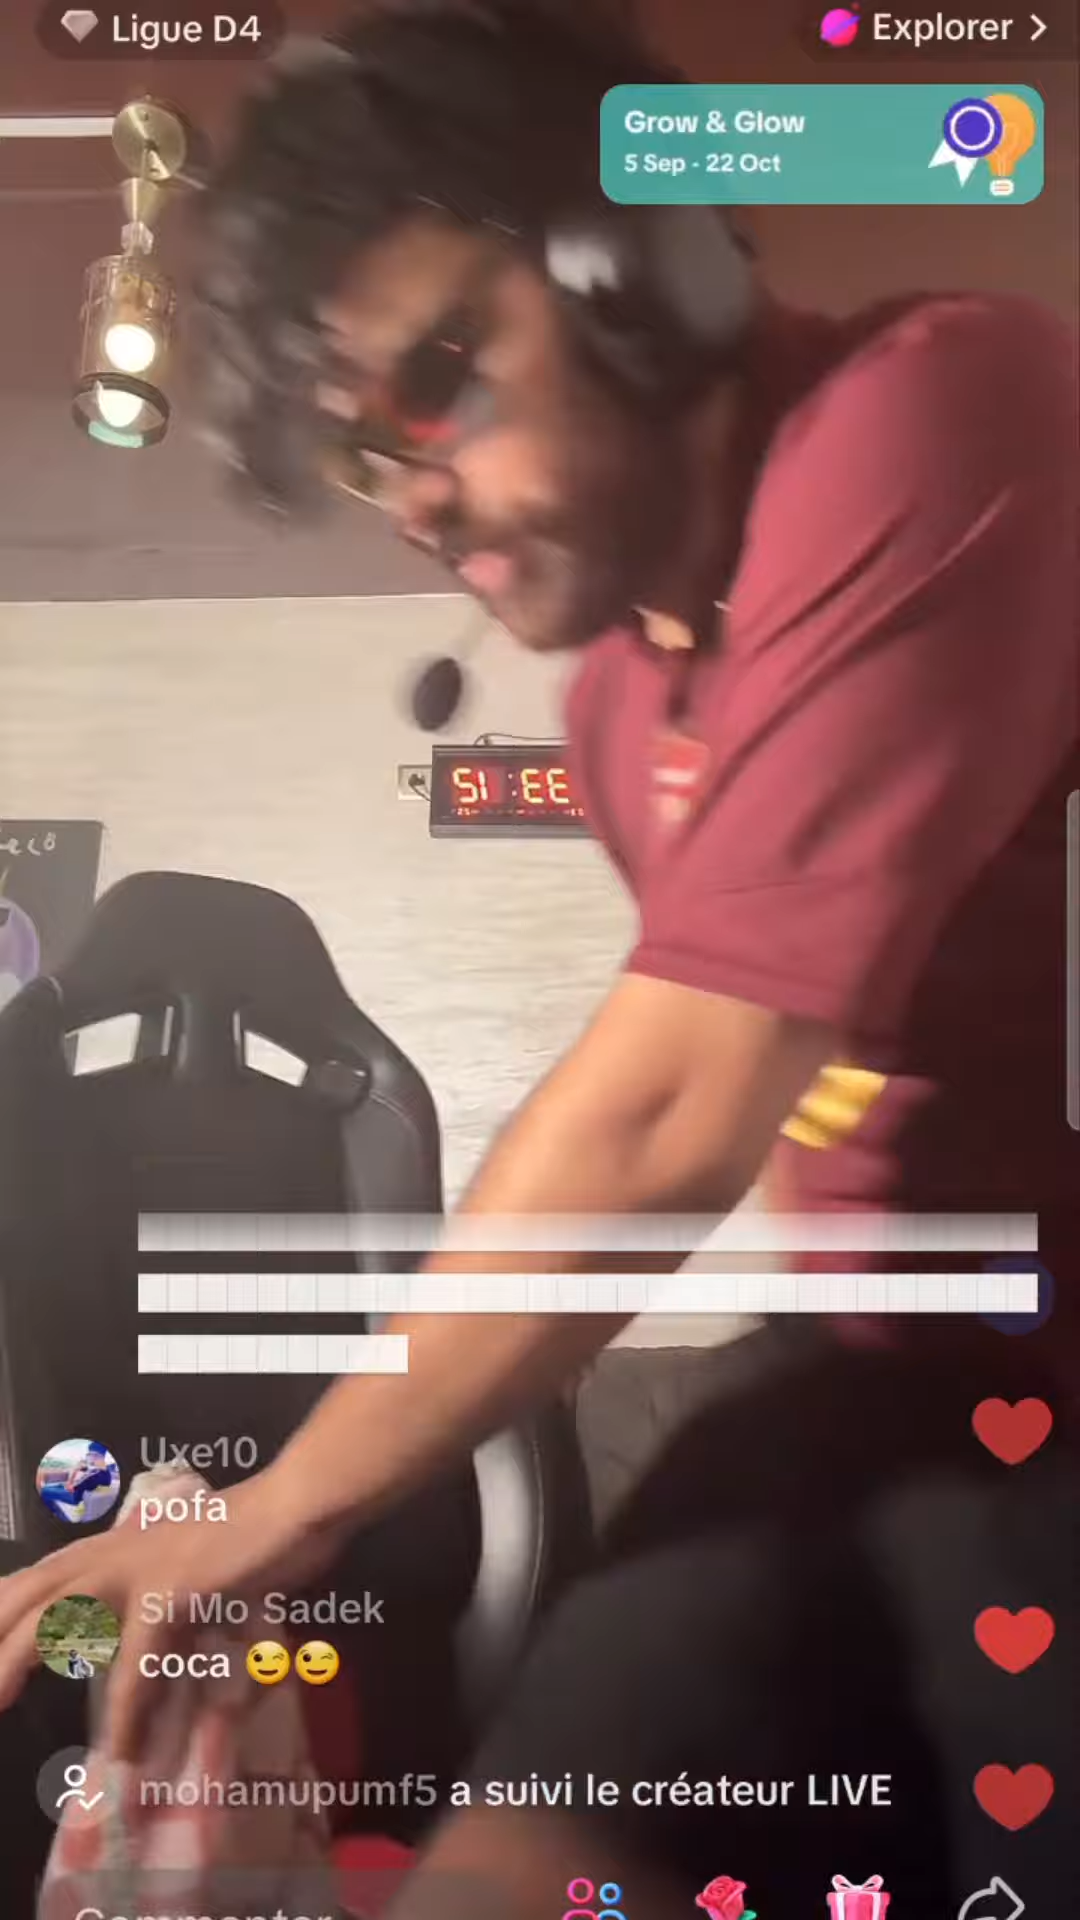 Ligue D4
Explorer
Grow & Glow
5 Sep - 22 Oct
Uxe10
pofa
Si Mo Sadek
coca 😉😉
mohamupumf5 a suivi le créateur LIVE